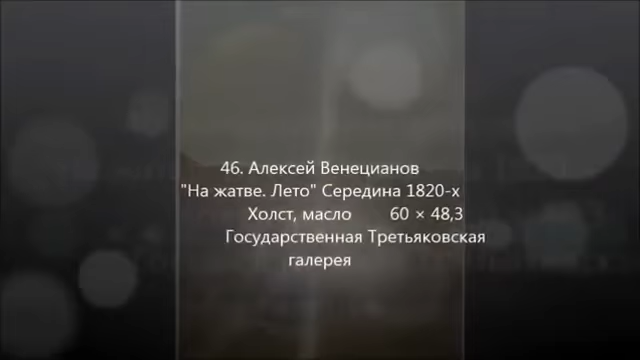 46. Алексей Венецианов
"На жатве. Лето" Середина 1820-х
Холст, масло 60 × 48,3
Государственная Третьяковская
галерея